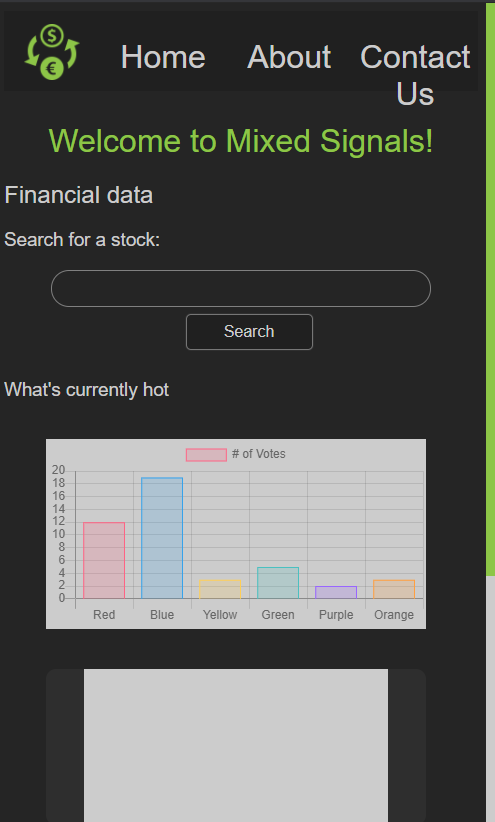 $
€
Home About Contact
Us
Welcome to Mixed Signals!
Financial data
Search for a stock:
Search
What's currently hot
# of Votes
20
18
16
14
12
10
8
6
4
2
0
Red Blue Yellow Green Purple Orange